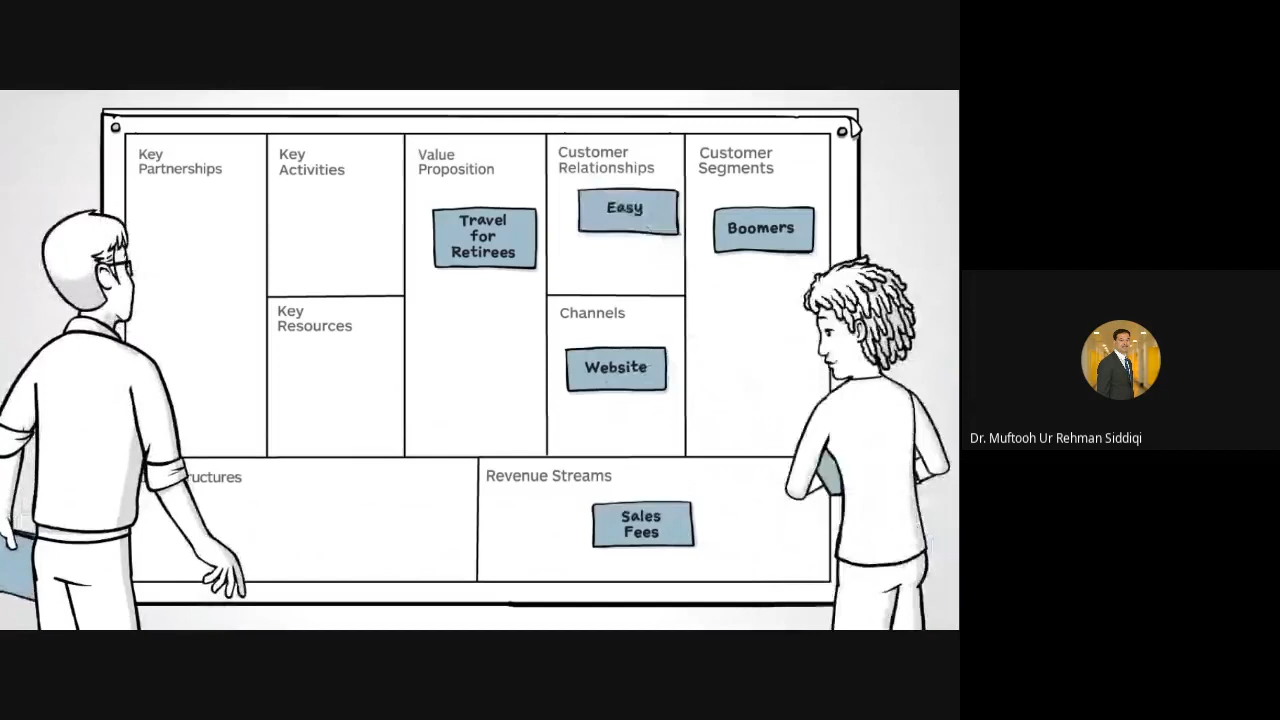 Key
Partnerships
Key
Activities
Value
Proposition
Customer
Relationships
Customer
Segments
Travel
for
Retirees
Easy
Boomers
Key
Resources
Channels
Website
Revenue Streams
Sales
Fees
Dr. Muftooh Ur Rehman Siddiqi